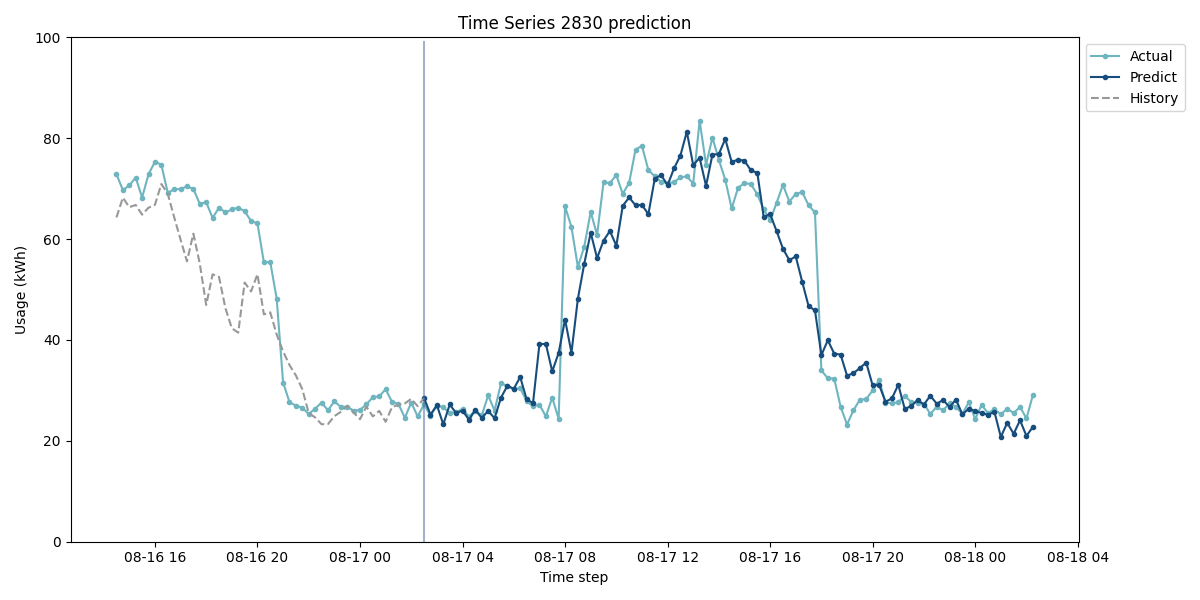 Time Series 2830 prediction
Usage (kWh)
100
80
60
40
20
0
08-16 16
08-16 20
08-17 00
08-17 04
08-17 08
08-17 12
08-17 16
08-17 20
08-18 00
08-18 04
Time step
Actual
Predict
History